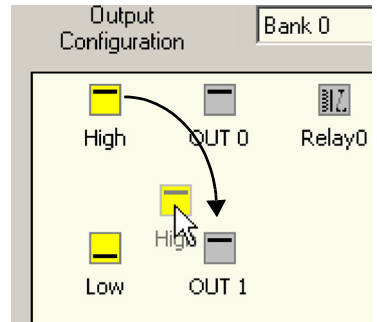 Output
Configuration
Bank 0
High
OUT 0
Relay0
High
Low
OUT 1